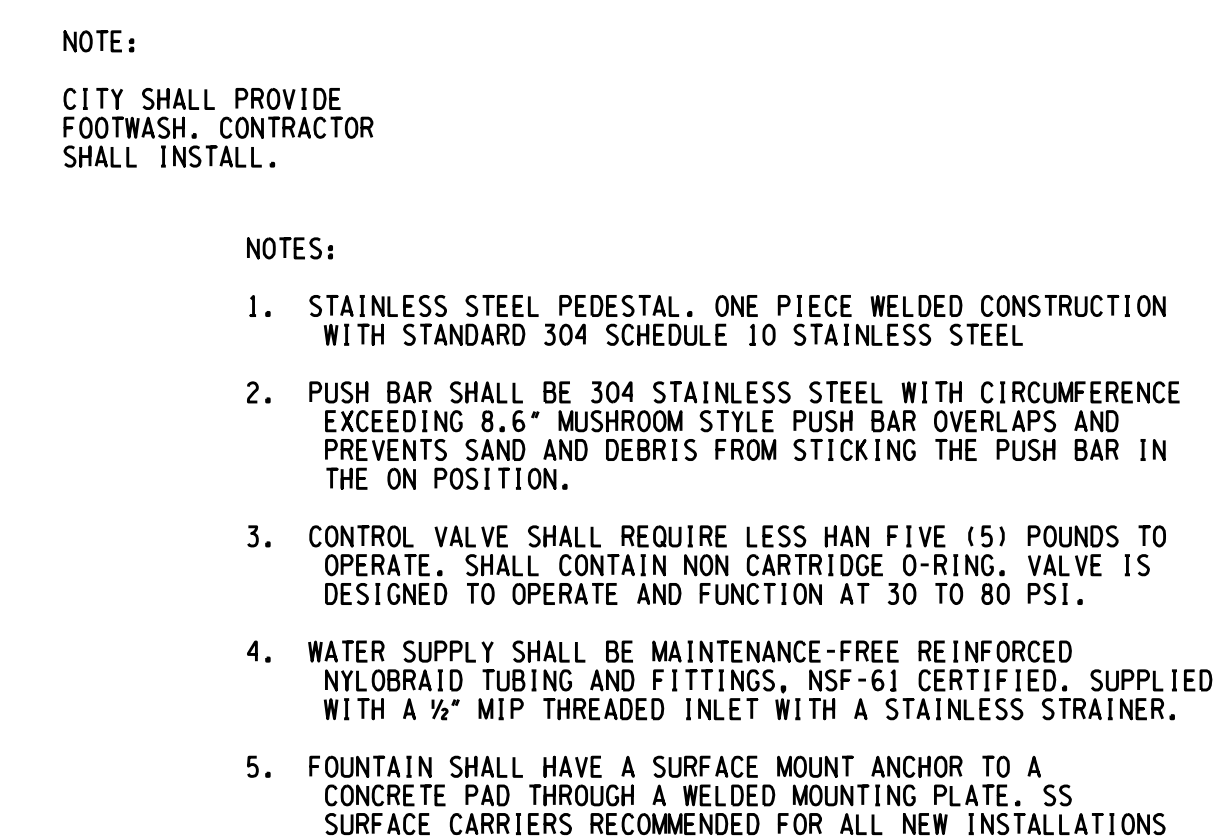 NOTE:
CITY SHALL PROVIDE
FOOTWASH. CONTRACTOR
SHALL INSTALL.
NOTES:
1. STAINLESS STEEL PEDESTAL. ONE PIECE WELDED CONSTRUCTION
WITH STANDARD 304 SCHEDULE 10 STAINLESS STEEL
2. PUSH BAR SHALL BE 304 STAINLESS STEEL WITH CIRCUMFERENCE
EXCEEDING 8.6" MUSHROOM STYLE PUSH BAR OVERLAPS AND
PREVENTS SAND AND DEBRIS FROM STICKING THE PUSH BAR IN
THE ON POSITION.
3. CONTROL VALVE SHALL REQUIRE LESS HAN FIVE (5) POUNDS TO
OPERATE. SHALL CONTAIN NON CARTRIDGE O-RING. VALVE IS
DESIGNED TO OPERATE AND FUNCTION AT 30 TO 80 PSI.
4. WATER SUPPLY SHALL BE MAINTENANCE-FREE REINFORCED
NYLOBRAID TUBING AND FITTINGS, NSF-61 CERTIFIED. SUPPLIED
WITH A ½" MIP THREADED INLET WITH A STAINLESS STRAINER.
5. FOUNTAIN SHALL HAVE A SURFACE MOUNT ANCHOR TO A
CONCRETE PAD THROUGH A WELDED MOUNTING PLATE. SS
SURFACE CARRIERS RECOMMENDED FOR ALL NEW INSTALLATIONS